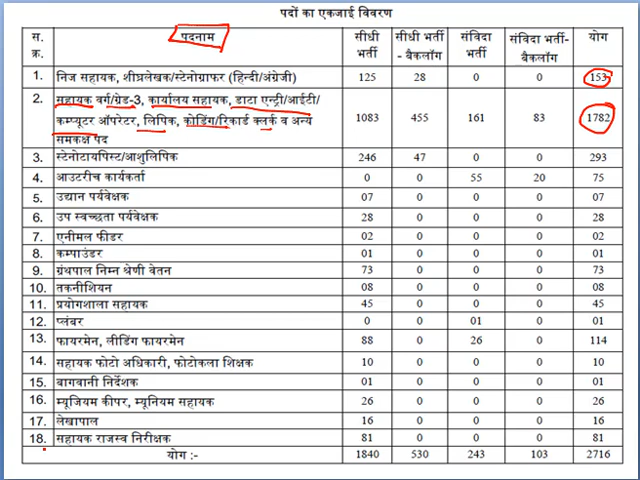 पदों का एकजाई विवरण
स. क्र. पदनाम सीधी भर्ती सीधी भर्ती - बैकलॉग संविदा भर्ती संविदा भर्ती- बैकलॉग योग
1. निज सहायक, शीघ्रलेखक/स्टेनोग्राफर (हिन्दी/अंग्रेजी) 125 28 0 0 153
2. सहायक वर्ग/ग्रेड-3, कार्यालय सहायक, डाटा एन्ट्री/आईटी/
कम्प्यूटर ऑपरेटर, लिपिक, कोडिंग/रिकार्ड क्लर्क व अन्य 1083 455 161 83 1782
समकक्ष पद
3. स्टेनोटायपिस्ट/आशुलिपिक 246 47 0 0 293
4. आउटरीच कार्यकर्ता 0 0 55 20 75
5. उद्यान पर्यवेक्षक 07 0 0 0 07
6. उप स्वच्छता पर्यवेक्षक 28 0 0 0 28
7. एनीमल फीडर 02 0 0 0 02
8. कम्पाउंडर 01 0 0 0 01
9. ग्रंथपाल निम्न श्रेणी वेतन 73 0 0 0 73
10. तकनीशियन 08 0 0 0 08
11. प्रयोगशाला सहायक 45 0 0 0 45
12. प्लंबर 0 0 01 0 01
13. फायरमेन, लीडिंग फायरमेन 88 0 26 0 114
14. सहायक फोटो अधिकारी, फोटोकला शिक्षक 10 0 0 0 10
15. बागवानी निर्देशक 01 0 0 0 01
16. म्यूजियम कीपर, म्यूनियम सहायक 26 0 0 0 26
17. लेखापाल 16 0 0 0 16
18. सहायक राजस्व निरीक्षक 81 0 0 0 81
योग :- 1840 530 243 103 2716